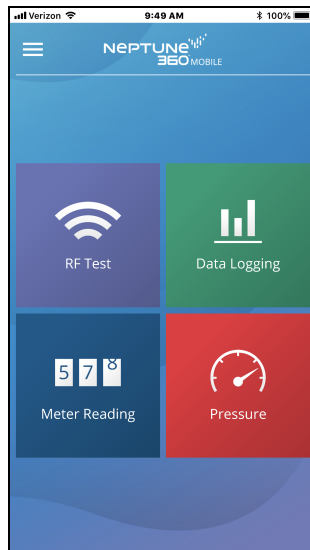 Verizon 9:49 AM 100%
NEPTUNE
360 MOBILE
RF Test
Data Logging
5 7 8
Meter Reading
Pressure